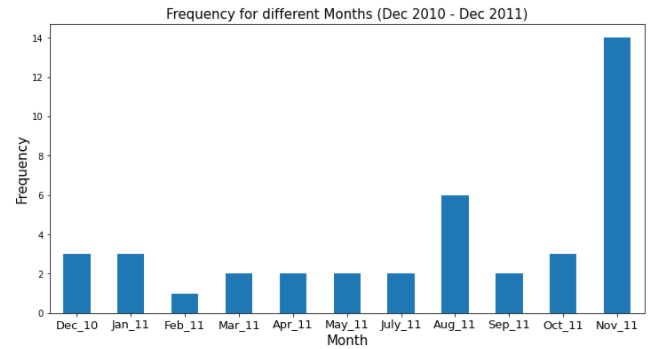 Frequency for different Months (Dec 2010 - Dec 2011)
14
12
10
8
6
4
2
0
Frequency
Dec_10 Jan_11 Feb_11 Mar_11 Apr_11 May_11 July_11 Aug_11 Sep_11 Oct_11 Nov_11
Month